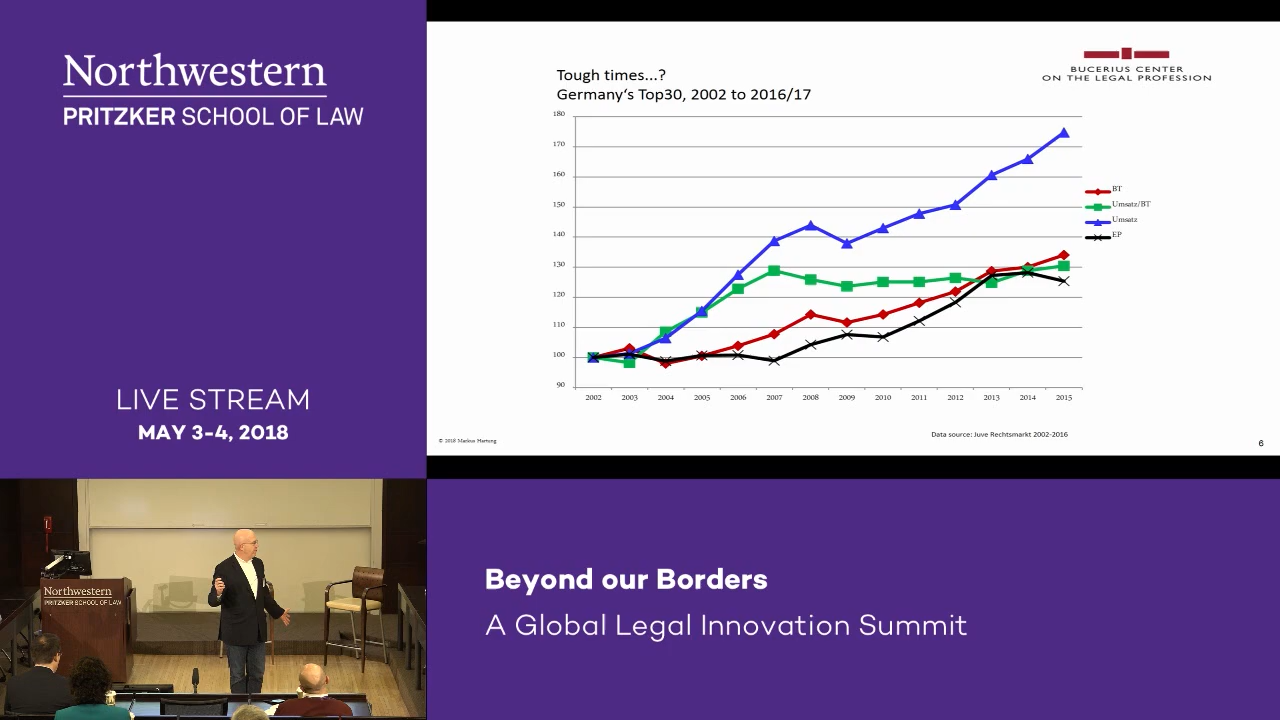 Northwestern
PRITZKER SCHOOL OF LAW
LIVE STREAM
MAY 3-4, 2018
BUCERIUS CENTER
ON THE LEGAL PROFESSION
Tough times...?
Germany's Top30, 2002 to 2016/17
180
170
160
150
140
130
120
110
100
90
2002 2003 2004 2005 2006 2007 2008 2009 2010 2011 2012 2013 2014 2015
BT
Umsatz/BT
Umsatz
EP
Data source: Juve Rechtsmarkt 2002-2016
© 2018 Markus Hartung
6
Northwestern
PRITZKER SCHOOL OF LAW
Beyond our Borders
A Global Legal Innovation Summit